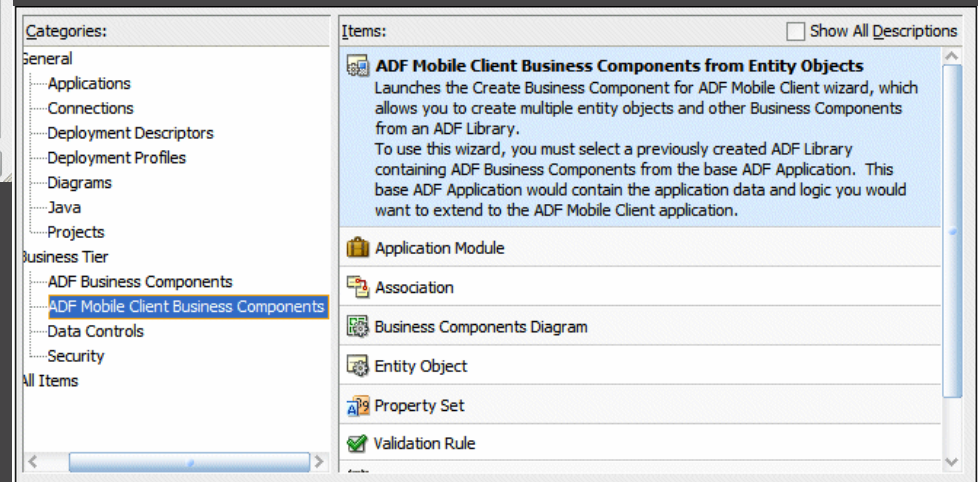 Categories:
General
Applications
Connections
Deployment Descriptors
Deployment Profiles
Diagrams
Java
Projects
Business Tier
ADF Business Components
ADF Mobile Client Business Components
Data Controls
Security
All Items
Items:
Show All Descriptions
ADF Mobile Client Business Components from Entity Objects
Launches the Create Business Component for ADF Mobile Client wizard, which
allows you to create multiple entity objects and other Business Components
from an ADF Library.
To use this wizard, you must select a previously created ADF Library
containing ADF Business Components from the base ADF Application. This
base ADF Application would contain the application data and logic you would
want to extend to the ADF Mobile Client application.
Application Module
Association
Business Components Diagram
Entity Object
Property Set
Validation Rule